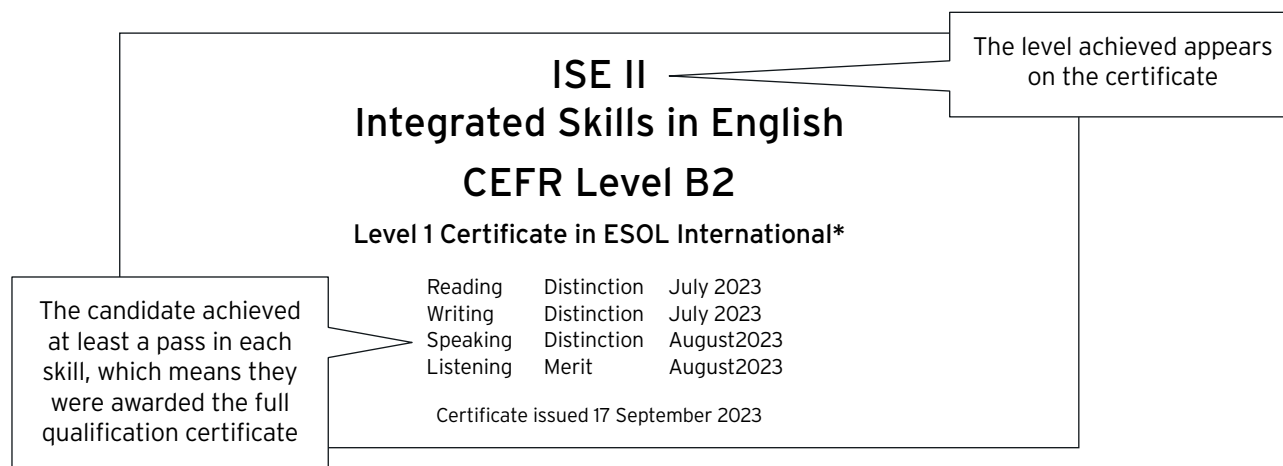 The level achieved appears
on the certificate
ISE II
Integrated Skills in English
CEFR Level B2
Level 1 Certificate in ESOL International*
Reading Distinction July 2023
Writing Distinction July 2023
Speaking Distinction August2023
Listening Merit August2023
Certificate issued 17 September 2023
The candidate achieved
at least a pass in each
skill, which means they
were awarded the full
qualification certificate